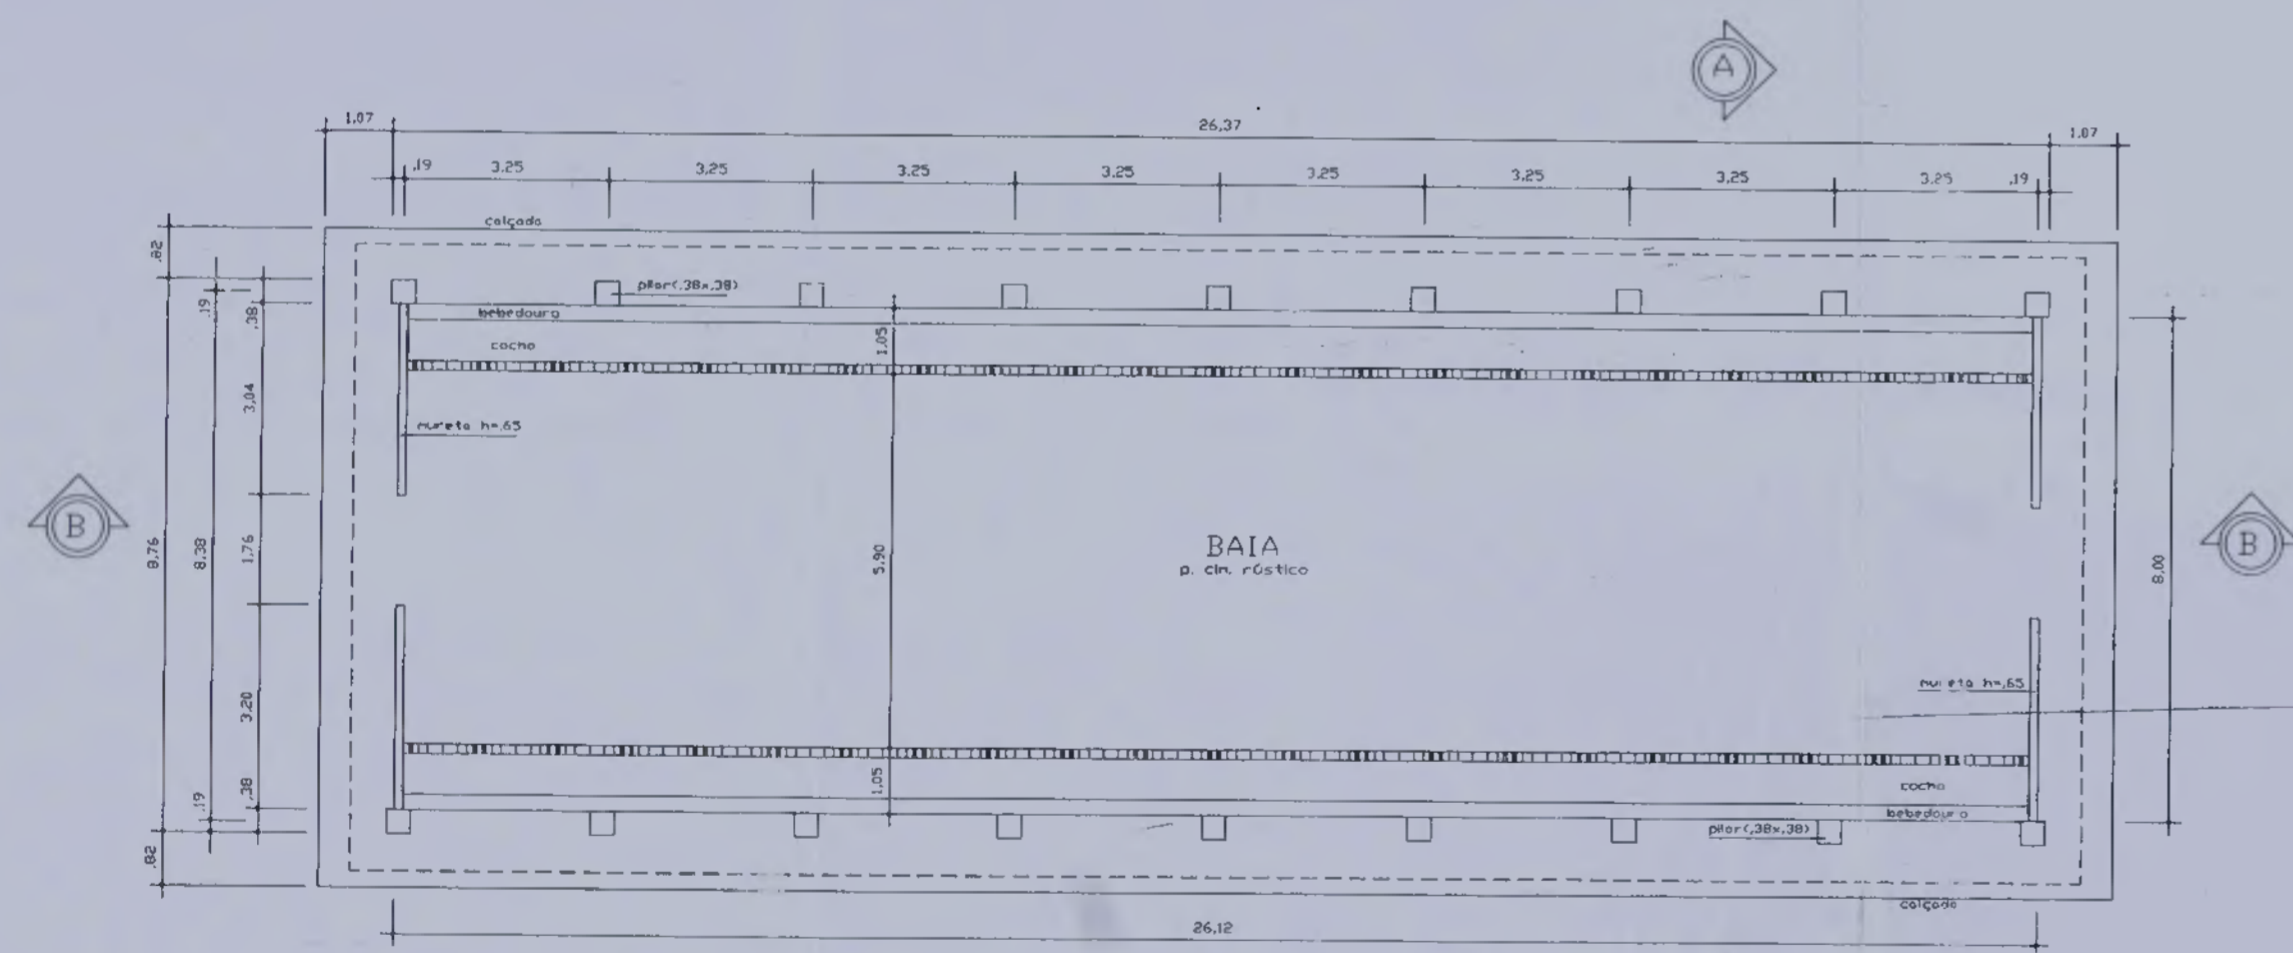 A
1.07
26,37
1.07
,19
3.25
3,25
3.25
3.25
3.25
3.25
3,25
3.25
,19
calçada
,82
,19
,38
pilar(.38x.38)
bebedouro
cocho
1.05
3,04
mureta h=.65
B
8,76
8,38
1,76
5,90
BAIA
p. cim. rústico
8,00
B
3.20
mureta h=,65
,38
,19
1,05
cocho
bebedouro
pilar(,38x,38)
,82
calçada
26,12